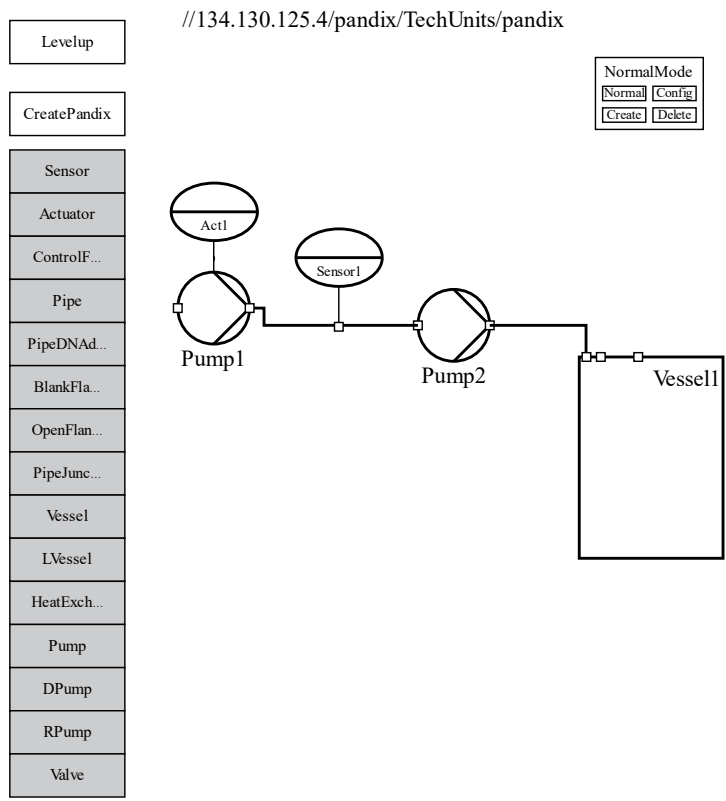 //134.130.125.4/pandix/TechUnits/pandix
Levelup
CreatePandix
NormalMode
Normal Config
Create Delete
Sensor
Actuator
ControlF...
Pipe
PipeDNAd...
BlankFla...
OpenFlan...
PipeJunc...
Vessel
LVessel
HeatExch...
Pump
DPump
RPump
Valve
Act1
Sensor1
Pump1
Pump2
Vessel1